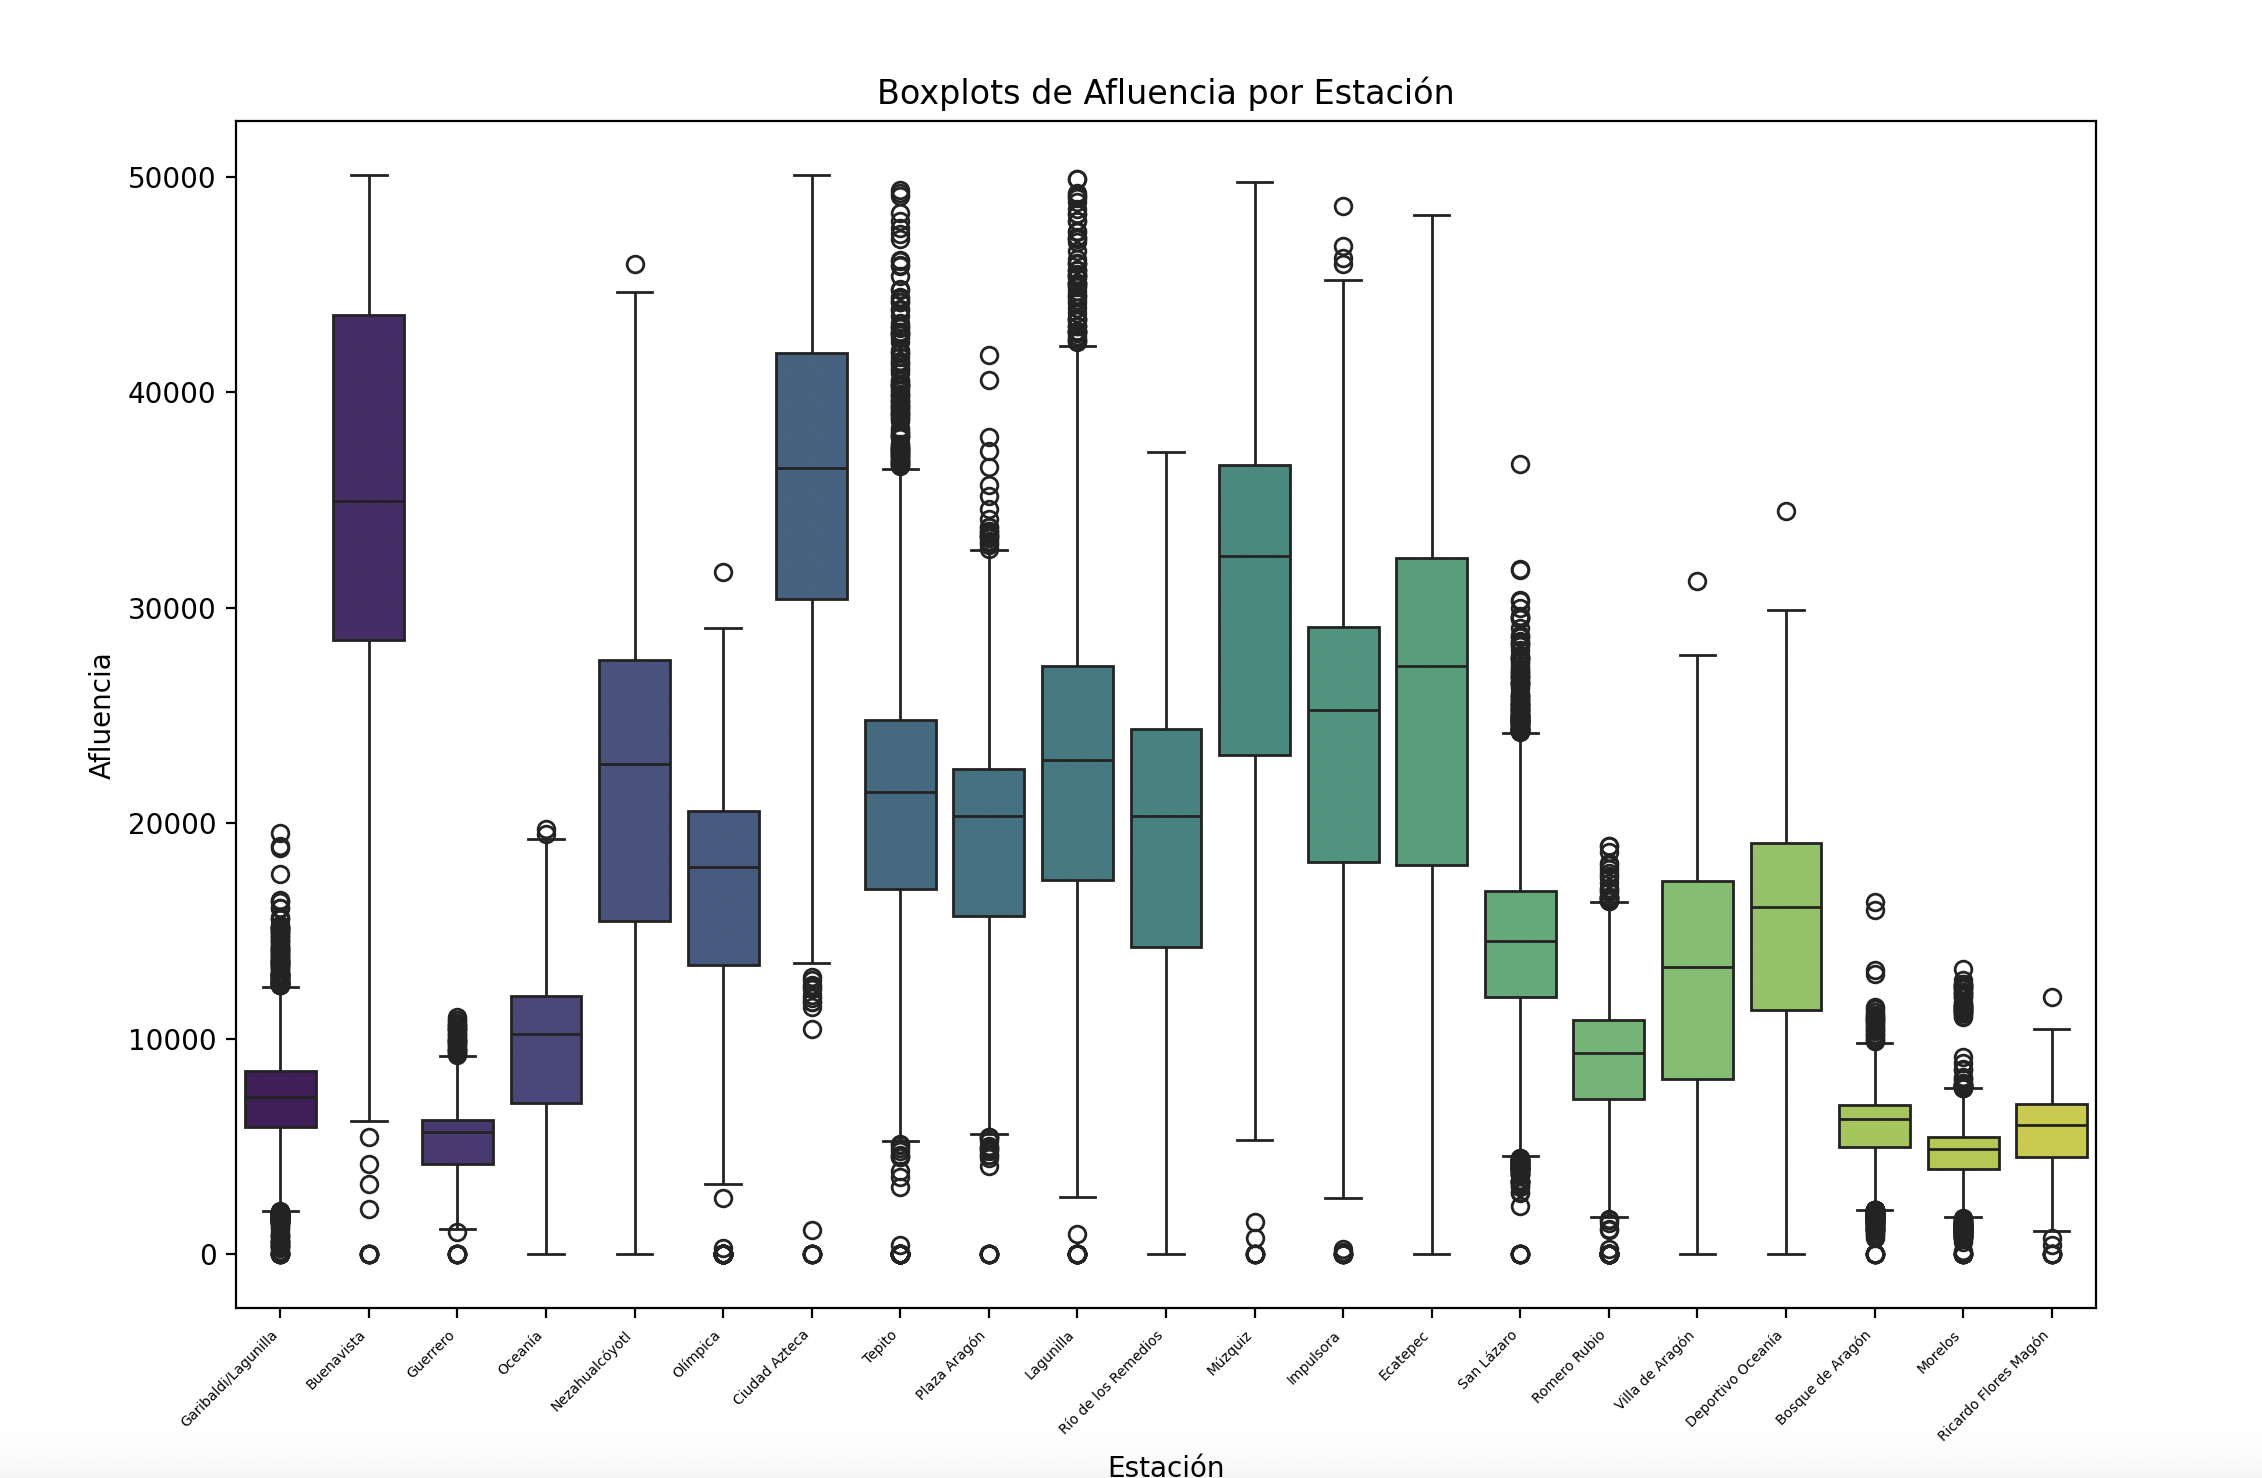 Boxplots de Afluencia por Estación
Afluencia
50000
40000
30000
20000
10000
0
Garibaldi/Lagunilla
Buenavista
Guerrero
Oceanía
Nezahualcóyotl
Olímpica
Ciudad Azteca
Tepito
Plaza Aragón
Lagunilla
Río de los Remedios
Múzquiz
Impulsora
Ecatepec
San Lázaro
Romero Rubio
Villa de Aragón
Deportivo Oceanía
Bosque de Aragón
Morelos
Ricardo Flores Magón
Estación